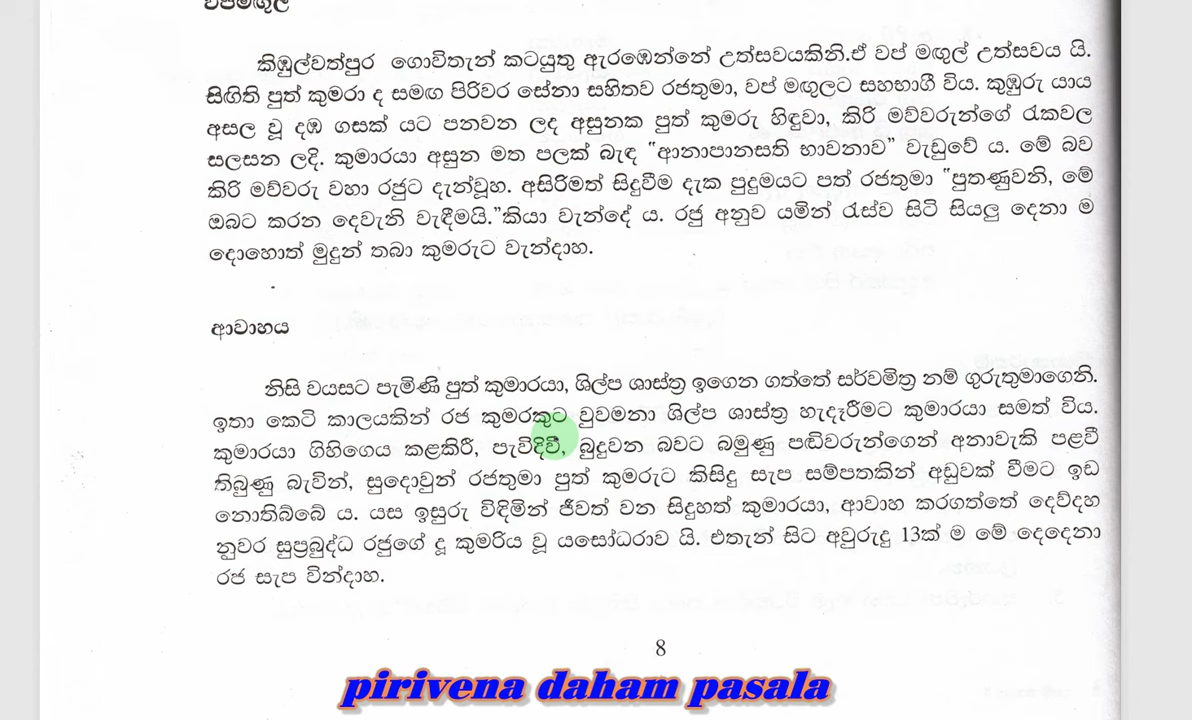 වප්මඟුල
කිඹුල්වත්පුර ගොවිතැන් කටයුතු ඇරඹෙන්නේ උත්සවයකිනි.ඒ වප් මඟුල් උත්සවය යි.
සිඟිති පුත් කුමරා ද සමඟ පිරිවර සේනා සහිතව රජතුමා, වප් මඟුලට සහභාගී විය. කුඹුරු යාය
අසල වූ දඹ ගසක් යට පනවන ලද අසුනක පුත් කුමරු හිඳුවා, කිරි මව්වරුන්ගේ රැකවල
සලසන ලදි. කුමාරයා අසුන මත පලක් බැඳ “ආනාපානසති භාවනාව” වැඩුවේ ය. මේ බව
කිරි මව්වරු වහා රජුට දැන්වූහ. අසිරිමත් සිදුවීම දැක පුදුමයට පත් රජතුමා “පුතණුවනි, මේ
ඔබට කරන දෙවැනි වැඳීමයි.”කියා වැන්දේ ය. රජු අනුව යමින් රැස්ව සිටි සියලු දෙනා ම
දොහොත් මුදුන් තබා කුමරුට වැන්දාහ.
ආවාහය
නිසි වයසට පැමිණි පුත් කුමාරයා, ශිල්ප ශාස්ත්‍ර ඉගෙන ගත්තේ සර්වමිත්‍ර නම් ගුරුතුමාගෙනි.
ඉතා කෙටි කාලයකින් රජ කුමරකුට වුවමනා ශිල්ප ශාස්ත්‍ර හැදෑරීමට කුමාරයා සමත් විය.
කුමාරයා ගිහිගෙය කළකිරී, පැවිදිවී, බුදුවන බවට බමුණු පඬිවරුන්ගෙන් අනාවැකි පළවී
තිබුණු බැවින්, සුදොවුන් රජතුමා පුත් කුමරුට කිසිදු සැප සම්පතකින් අඩුවක් වීමට ඉඩ
නොතිබ්බේ ය. යස ඉසුරු විඳිමින් ජීවත් වන සිදුහත් කුමාරයා, ආවාහ කරගත්තේ දෙව්දහ
නුවර සුප්‍රබුද්ධ රජුගේ දූ කුමරිය වූ යසෝධරාව යි. එතැන් සිට අවුරුදු 13ක් ම මේ දෙදෙනා
රජ සැප වින්දාහ.
8
pirivena daham pasala